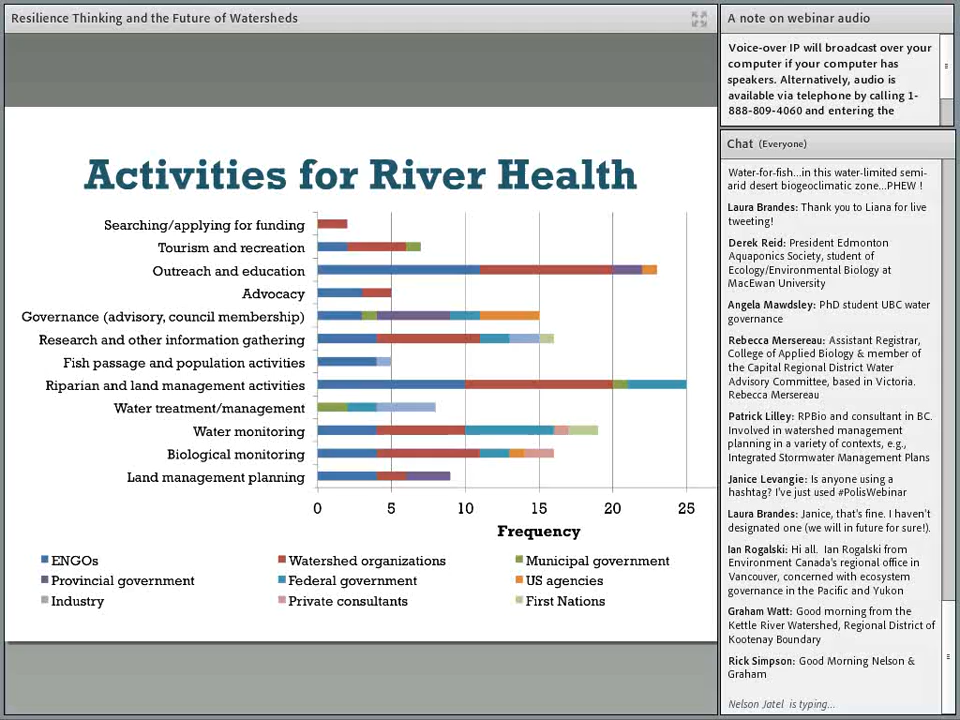 Resilience Thinking and the Future of Watersheds
Activities for River Health
Searching/applying for funding
Tourism and recreation
Outreach and education
Advocacy
Governance (advisory, council membership)
Research and other information gathering
Fish passage and population activities
Riparian and land management activities
Water treatment/management
Water monitoring
Biological monitoring
Land management planning
0 5 10 15 20 25
Frequency
ENGOs Watershed organizations Municipal government
Provincial government Federal government US agencies
Industry Private consultants First Nations
A note on webinar audio
Voice-over IP will broadcast over your
computer if your computer has
speakers. Alternatively, audio is
available via telephone by calling 1-
888-809-4060 and entering the
Chat (Everyone)
Water-for-fish...in this water-limited semi-
arid desert biogeoclimatic zone...PHEW !
Laura Brandes: Thank you to Liana for live
tweeting!
Derek Reid: President Edmonton
Aquaponics Society, student of
Ecology/Environmental Biology at
MacEwan University
Angela Mawdsley: PhD student UBC water
governance
Rebecca Mersereau: Assistant Registrar,
College of Applied Biology & member of
the Capital Regional District Water
Advisory Committee, based in Victoria.
Rebecca Mersereau
Patrick Lilley: RPBio and consultant in BC.
Involved in watershed management
planning in a variety of contexts, e.g.,
Integrated Stormwater Management Plans
Janice Levangie: Is anyone using a
hashtag? I've just used #PolisWebinar
Laura Brandes: Janice, that's fine. I haven't
designated one (we will in future for sure!).
Ian Rogalski: Hi all.  Ian Rogalski from
Environment Canada's regional office in
Vancouver, concerned with ecosystem
governance in the Pacific and Yukon
Graham Watt: Good morning from the
Kettle River Watershed, Regional District of
Kootenay Boundary
Rick Simpson: Good Morning Nelson &
Graham
Nelson Jatel  is typing...